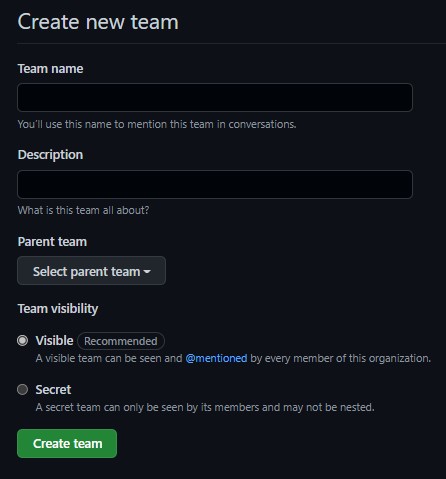 Create new team
Team name
You'll use this name to mention this team in conversations.
Description
What is this team all about?
Parent team
Select parent team
Team visibility
Visible Recommended
A visible team can be seen and @mentioned by every member of this organization.
Secret
A secret team can only be seen by its members and may not be nested.
Create team